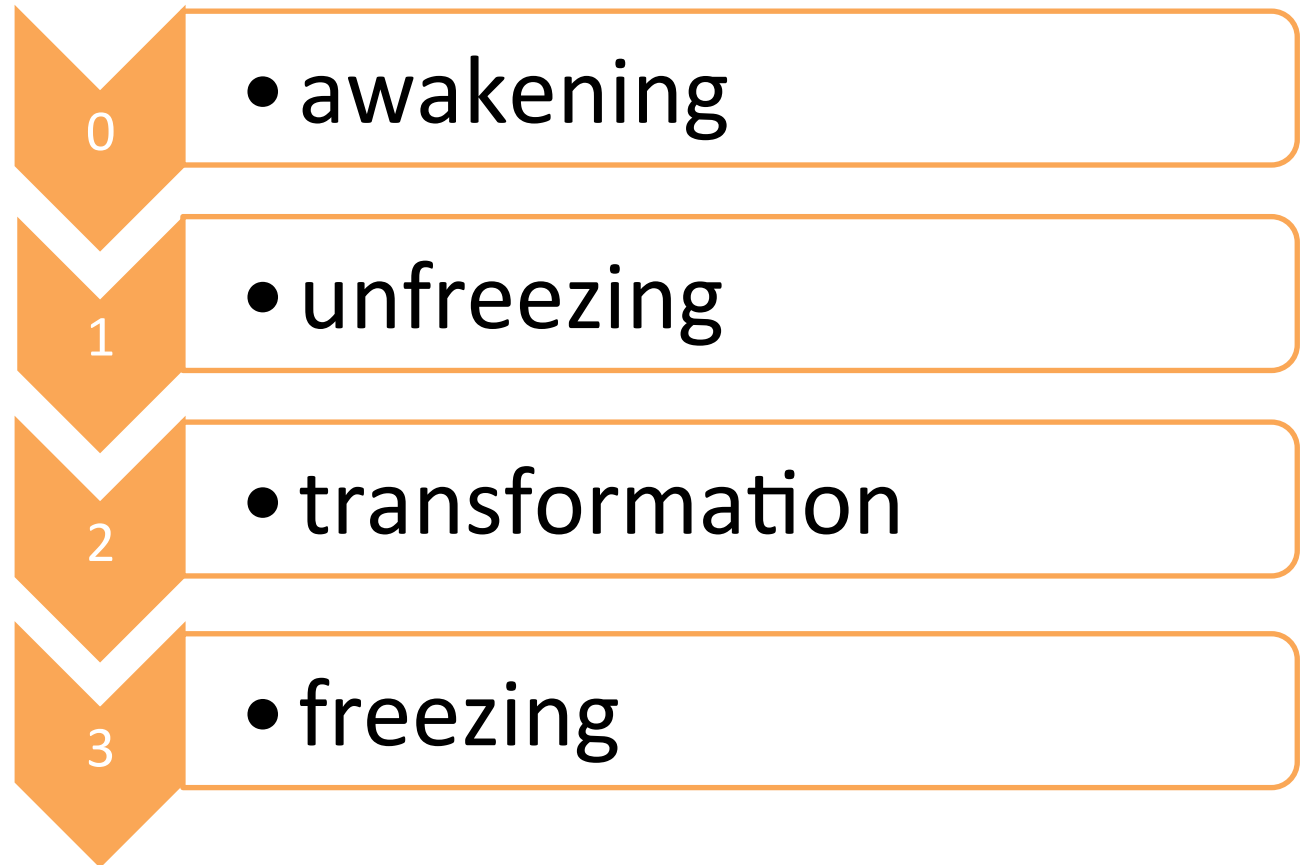 0
• awakening
1
• unfreezing
2
• transformation
3
• freezing